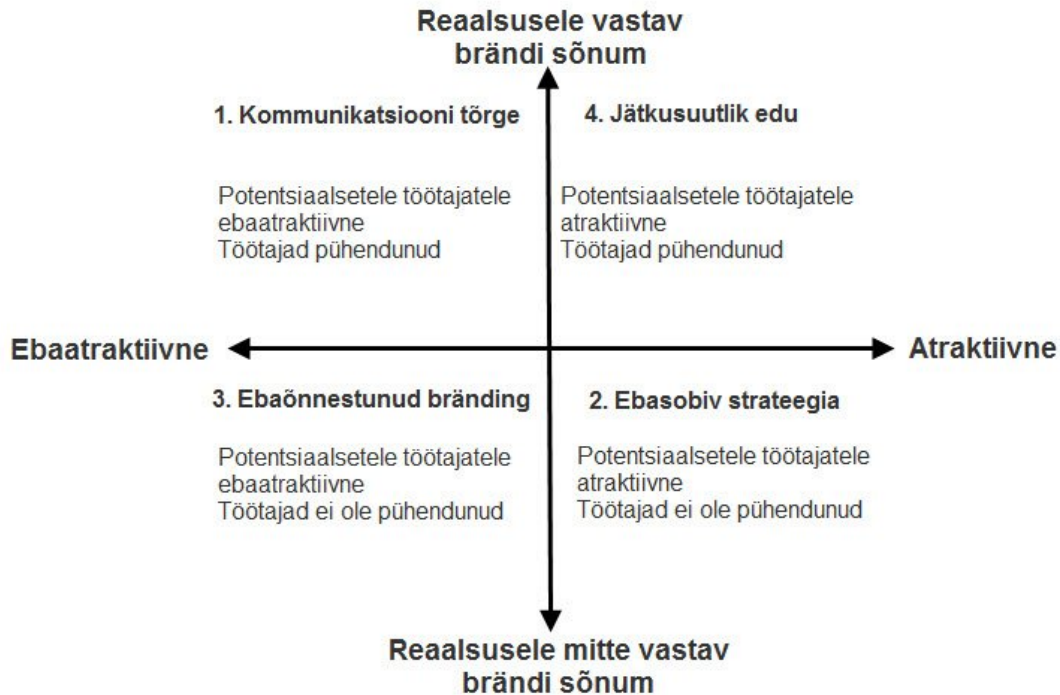 Reaalsusele vastav
brändi sõnum
1. Kommunikatsiooni tõrge
4. Jätkusuutlik edu
Potentsiaalsetele töötajatele
ebaatraktiivne
Töötajad pühendunud
Potentsiaalsetele töötajatele
atraktiivne
Töötajad pühendunud
Ebaatraktiivne
Atraktiivne
3. Ebaõnnestunud bränding
2. Ebasobiv strateegia
Potentsiaalsetele töötajatele
ebaatraktiivne
Töötajad ei ole pühendunud
Potentsiaalsetele töötajatele
atraktiivne
Töötajad ei ole pühendunud
Reaalsusele mitte vastav
brändi sõnum